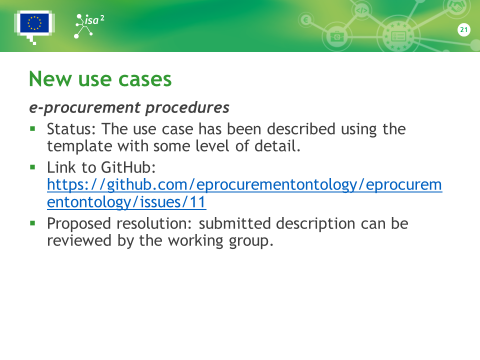 isa²
21
New use cases
e-procurement procedures
▪ Status: The use case has been described using the
template with some level of detail.
▪ Link to GitHub:
https://github.com/eprocurementontology/eprocurem
entontology/issues/11
▪ Proposed resolution: submitted description can be
reviewed by the working group.